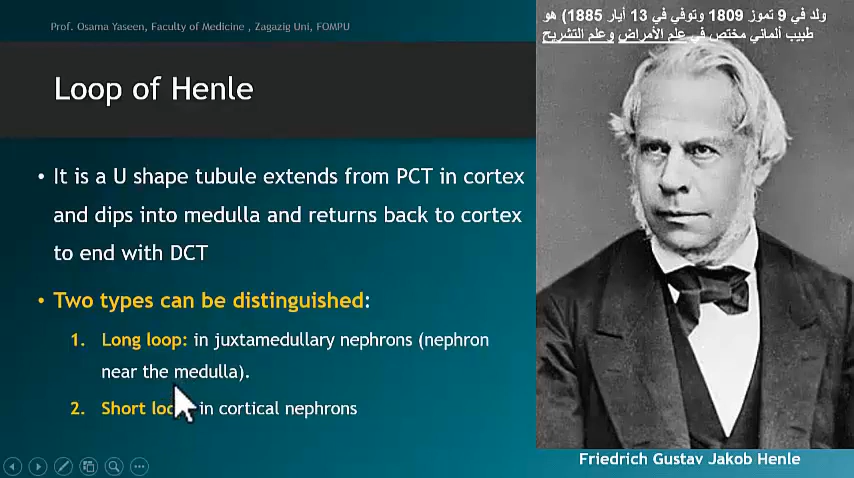 Prof. Osama Yaseen, Faculty of Medicine , Zagazig Uni, FOMPU
ولد في 9 تموز 1809 وتوفي في 13 أيار 1885) هو
طبيب ألماني مختص في علم الأمراض وعلم التشريح
Loop of Henle
• It is a U shape tubule extends from PCT in cortex
and dips into medulla and returns back to cortex
to end with DCT
• Two types can be distinguished:
1. Long loop: in juxtamedullary nephrons (nephron
near the medulla).
2. Short in cortical nephrons
Friedrich Gustav Jakob Henle